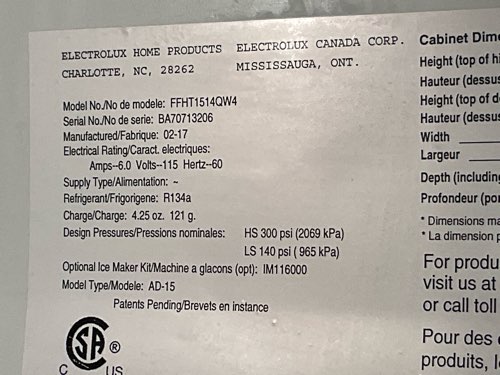 ELECTROLUX HOME PRODUCTS ELECTROLUX CANADA CORP.
CHARLOTTE, NC, 28262 MISSISSAUGA, ONT.
Model No./No de modele: FFHT1514QW4
Serial No./No de serie: BA70713206
Manufactured/Fabrique: 02-17
Electrical Rating/Caract. electriques:
Amps--6.0 Volts--115 Hertz--60
Supply Type/Alimentation: ~
Refrigerant/Frigorigene: R134a
Charge/Charge: 4.25 oz. 121 g.
Design Pressures/Pressions nominales: HS 300 psi (2069 kPa)
LS 140 psi ( 965 kPa)
Optional Ice Maker Kit/Machine a glacons (opt): IM116000
Model Type/Modele: AD-15
Patents Pending/Brevets en instance
SA ®
C US
Cabinet Dime
Height (top of hi
Hauteur (dessus
Height (top of d
Hauteur (dessus
Width
Largeur
Depth (including
Profondeur (po
* Dimensions ma
* La dimension p
For produ
visit us at
or call toll
Pour des
produits, l